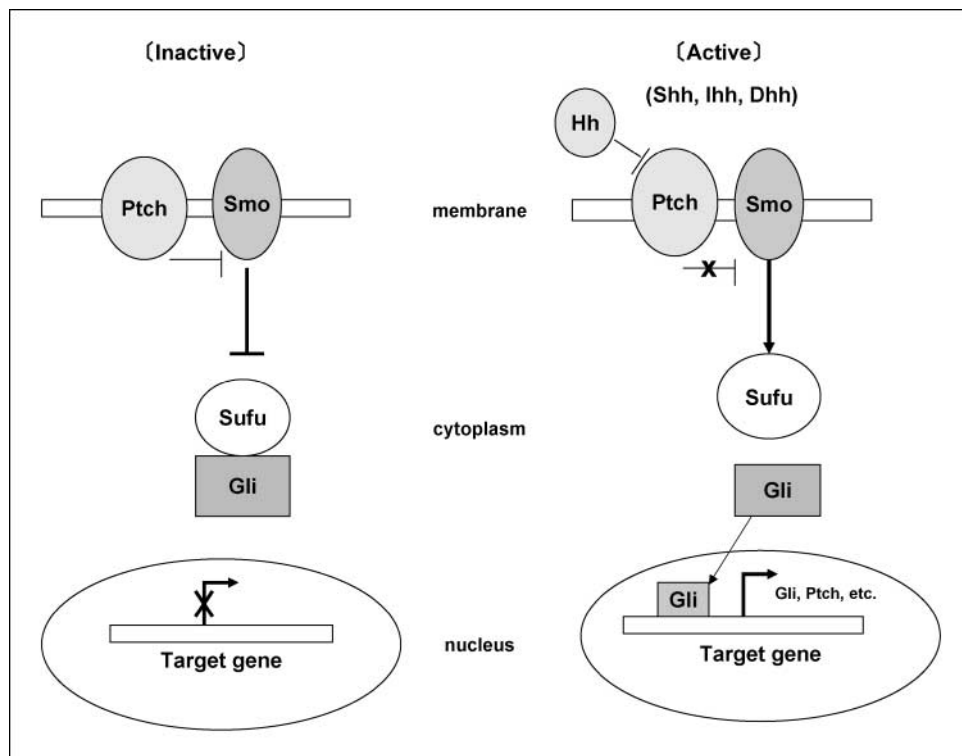 〔Inactive〕
Ptch
Smo
Sufu
Gli
Target gene
membrane
cytoplasm
nucleus
〔Active〕
(Shh, Ihh, Dhh)
Hh
Ptch
Smo
x
Sufu
Gli
Gli
Gli, Ptch, etc.
Target gene